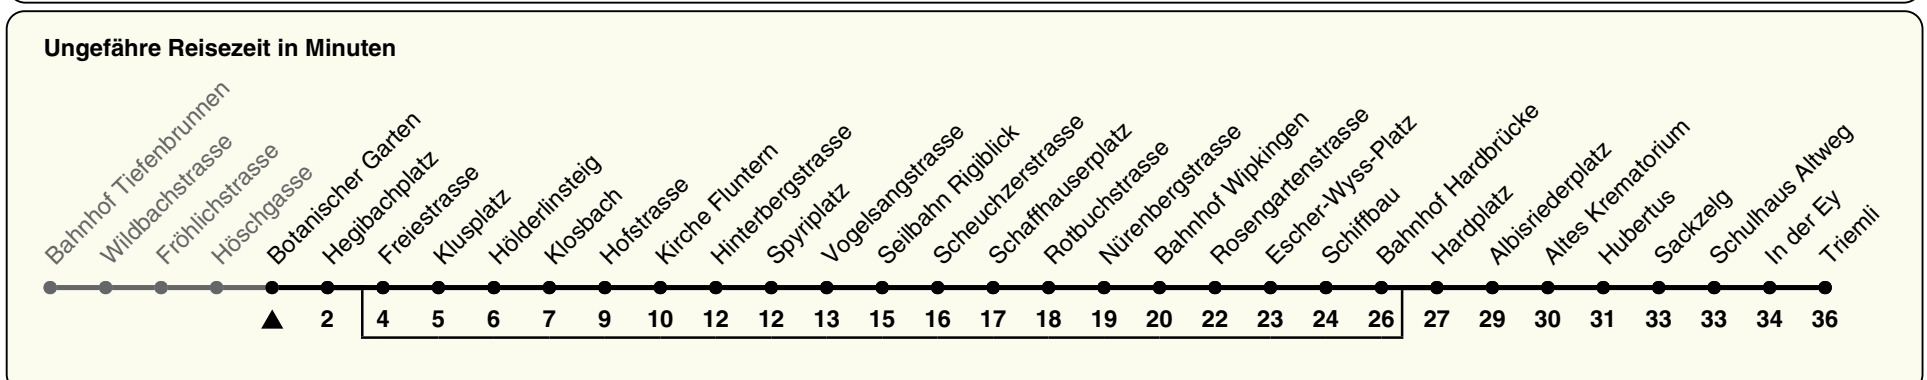 Ungefähre Reisezeit in Minuten
Bahnhof Tiefenbrunnen
Wildbachstrasse
Fröhlichstrasse
Höschgasse
Botanischer Garten
Hegibachplatz
Freiestrasse
Klusplatz
Hölderlinsteig
Klosbach
Hofstrasse
Kirche Fluntern
Hinterbergstrasse
Spyriplatz
Vogelsangstrasse
Seilbahn Rigiblick
Scheuchzerstrasse
Schaffhauserplatz
Rotbuchstrasse
Nürenbergstrasse
Bahnhof Wipkingen
Rosengartenstrasse
Escher-Wyss-Platz
Schiffbau
Bahnhof Hardbrücke
Hardplatz
Albisriederplatz
Altes Krematorium
Hubertus
Sackzelg
Schulhaus Altweg
In der Ey
Triemli
2 4 5 6 7 9 10 12 12 13 15 16 17 18 19 20 22 23 24 26 27 29 30 31 33 33 34 36